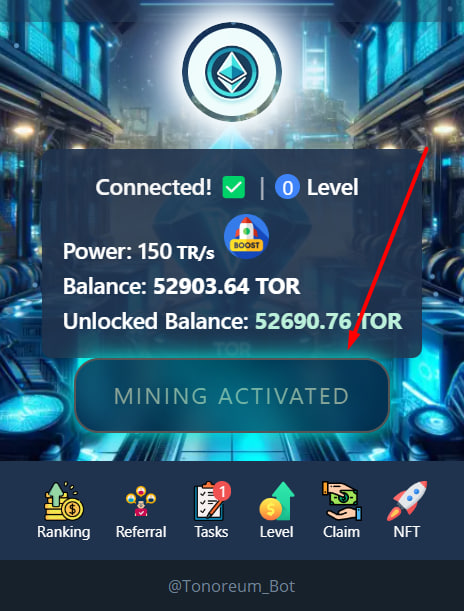 Connected! ✅ | 0 Level
Power: 150 TR/s BOOST
Balance: 52903.64 TOR
Unlocked Balance: 52690.76 TOR
TOR
MINING ACTIVATED
1
Ranking Referral Tasks Level Claim NFT
@Tonoreum_Bot